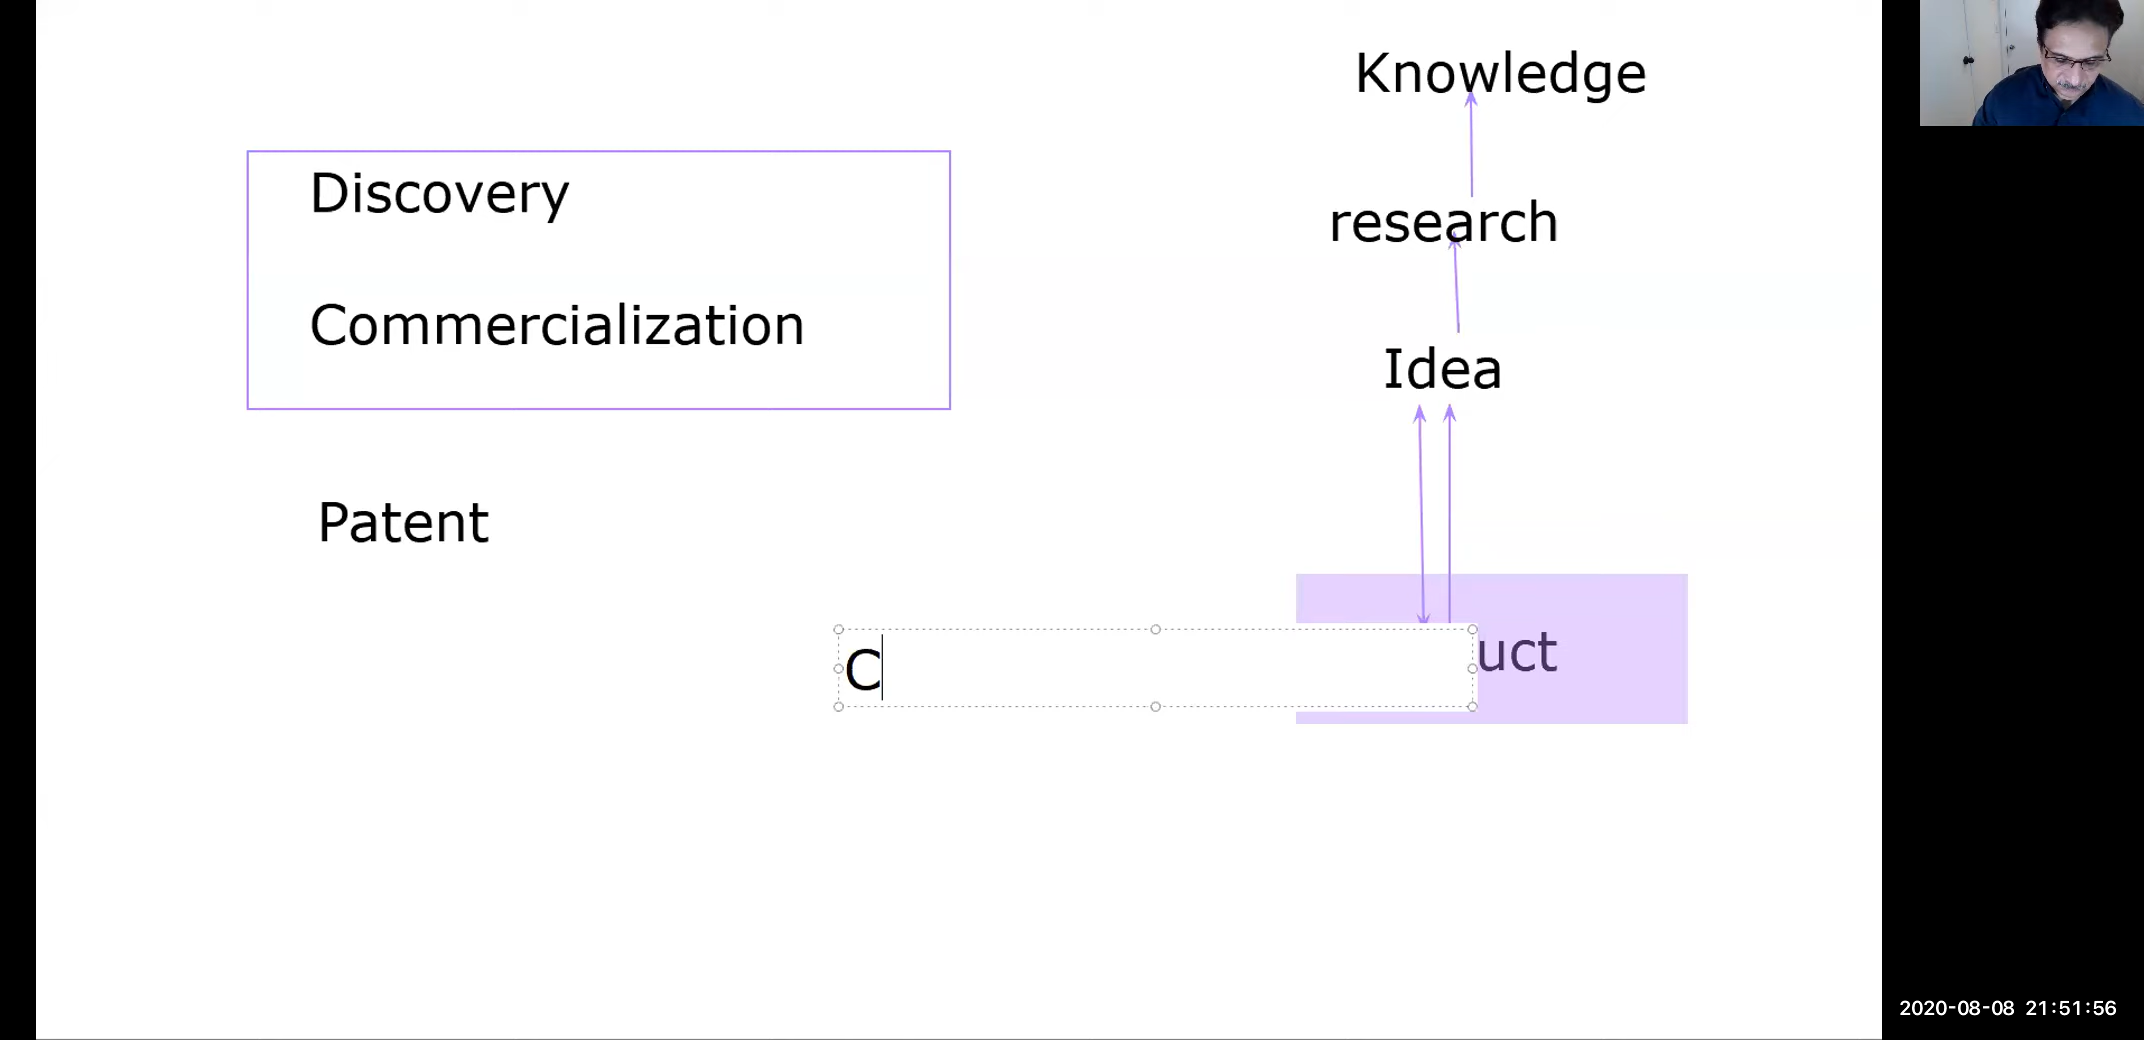 Knowledge
Discovery
research
Commercialization
Idea
Patent
uct
C
2020-08-08 21:51:56